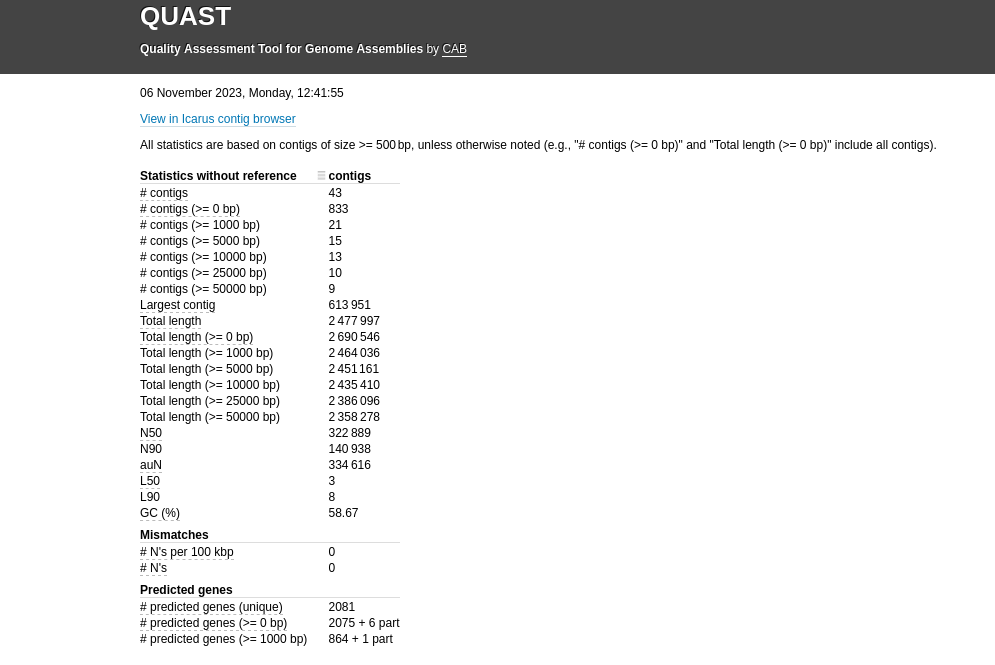 QUAST
Quality Assessment Tool for Genome Assemblies by CAB
06 November 2023, Monday, 12:41:55
View in Icarus contig browser
All statistics are based on contigs of size >= 500 bp, unless otherwise noted (e.g., "# contigs (>= 0 bp)" and "Total length (>= 0 bp)" include all contigs).
Statistics without reference contigs
# contigs 43
# contigs (>= 0 bp) 833
# contigs (>= 1000 bp) 21
# contigs (>= 5000 bp) 15
# contigs (>= 10000 bp) 13
# contigs (>= 25000 bp) 10
# contigs (>= 50000 bp) 9
Largest contig 613 951
Total length 2 477 997
Total length (>= 0 bp) 2 690 546
Total length (>= 1000 bp) 2 464 036
Total length (>= 5000 bp) 2 451 161
Total length (>= 10000 bp) 2 435 410
Total length (>= 25000 bp) 2 386 096
Total length (>= 50000 bp) 2 358 278
N50 322 889
N90 140 938
auN 334 616
L50 3
L90 8
GC (%) 58.67
Mismatches
# N's per 100 kbp 0
# N's 0
Predicted genes
# predicted genes (unique) 2081
# predicted genes (>= 0 bp) 2075 + 6 part
# predicted genes (>= 1000 bp) 864 + 1 part